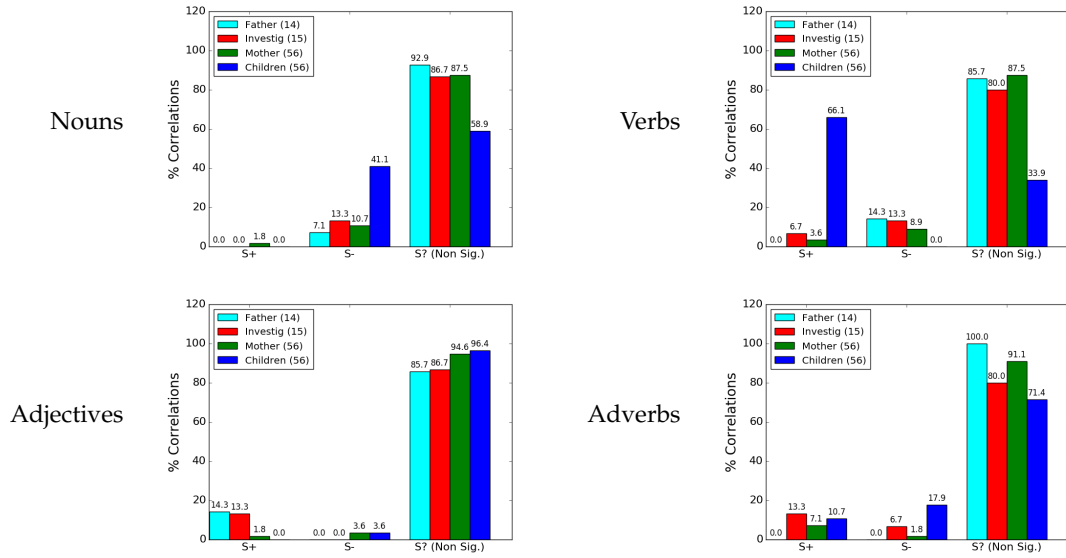 Nouns
% Correlations
120
100
80
60
40
20
0
Father (14)
Investig (15)
Mother (56)
Children (56)
0.0 0.0 1.8 0.0
7.1 13.3 10.7 41.1
92.9 86.7 87.5 58.9
S+ S- S? (Non Sig.)
Verbs
% Correlations
120
100
80
60
40
20
0
Father (14)
Investig (15)
Mother (56)
Children (56)
0.0 6.7 3.6 66.1
14.3 13.3 8.9 0.0
85.7 80.0 87.5 33.9
S+ S- S? (Non Sig.)
Adjectives
% Correlations
120
100
80
60
40
20
0
Father (14)
Investig (15)
Mother (56)
Children (56)
14.3 13.3 1.8 0.0
0.0 0.0 3.6 3.6
85.7 86.7 94.6 96.4
S+ S- S? (Non Sig.)
Adverbs
% Correlations
120
100
80
60
40
20
0
Father (14)
Investig (15)
Mother (56)
Children (56)
0.0 13.3 7.1 10.7
0.0 6.7 1.8 17.9
100.0 80.0 91.1 71.4
S+ S- S? (Non Sig.)